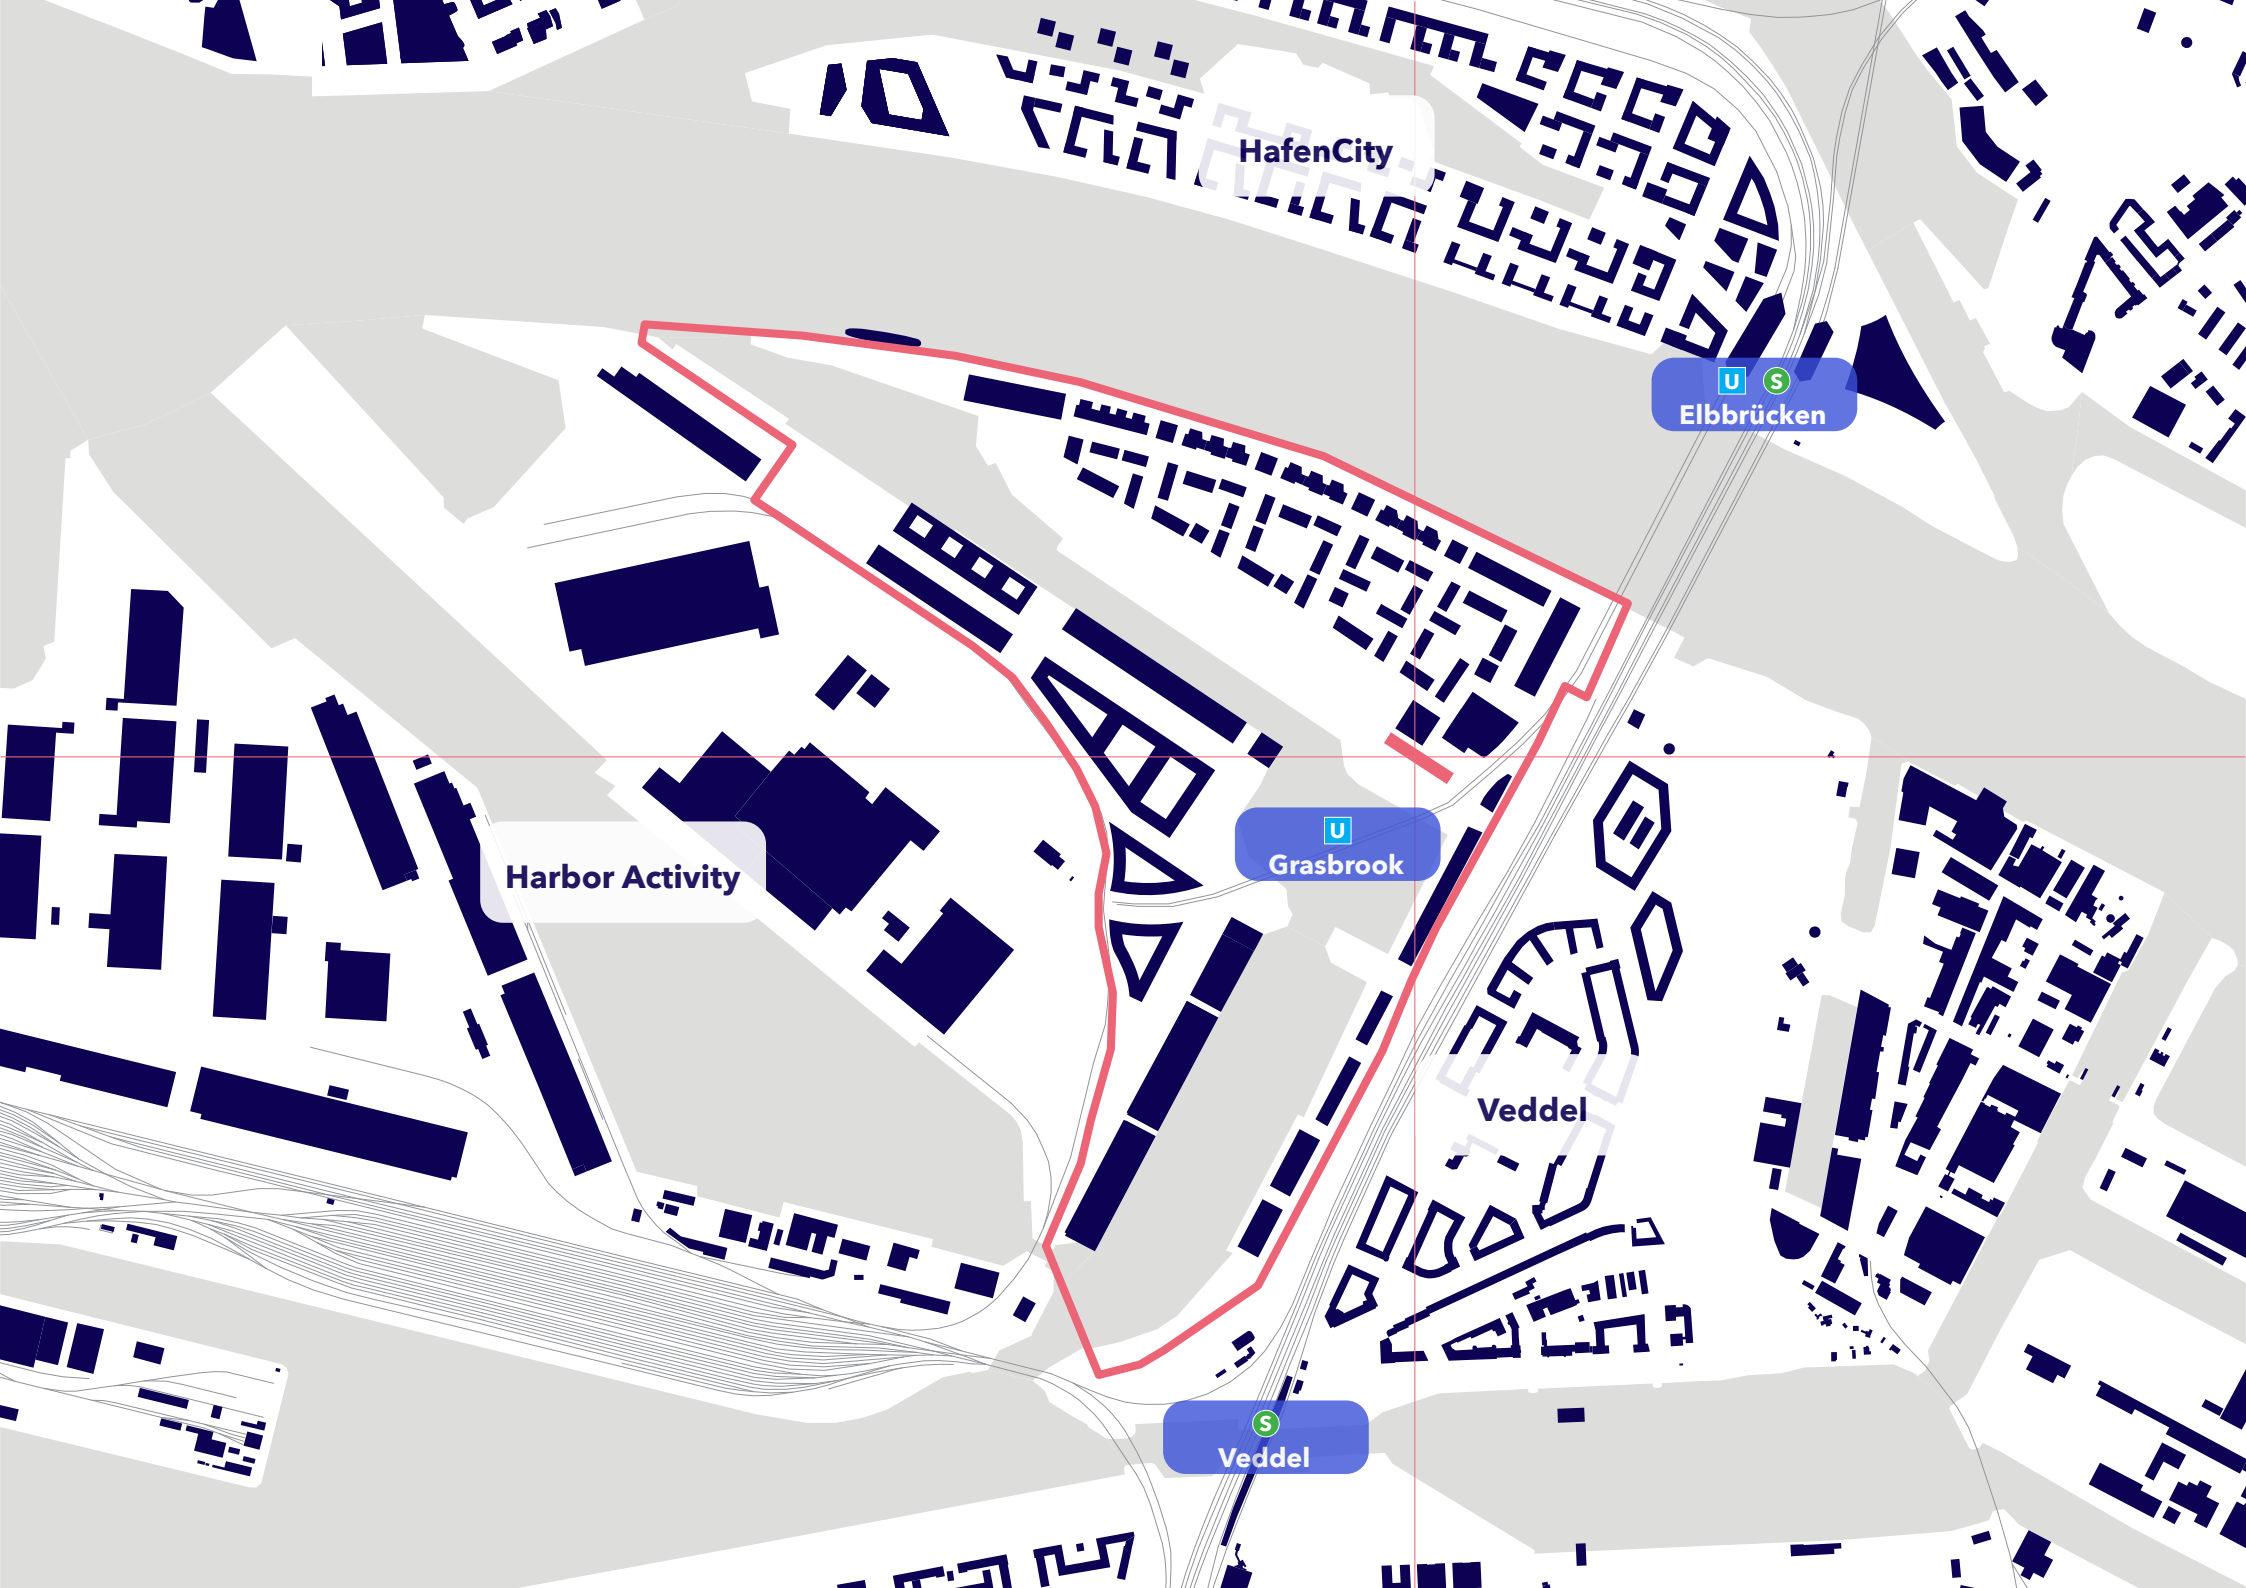 HafenCity
U S
Elbbrücken
U
Grasbrook
Harbor Activity
Veddel
S
Veddel